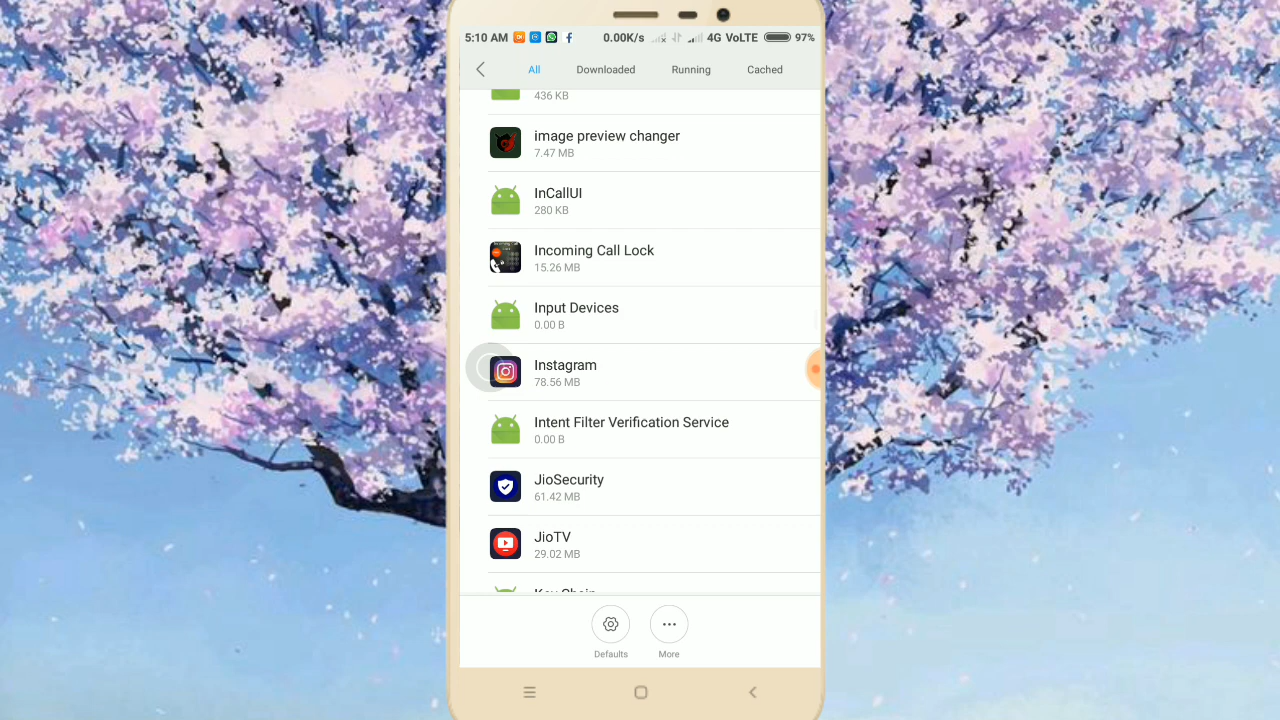 5:10 AM 0.00K/s 4G VoLTE 97%
All Downloaded Running Cached
436 KB
image preview changer
7.47 MB
InCallUI
280 KB
Incoming Call Lock
15.26 MB
Input Devices
0.00 B
Instagram
78.56 MB
Intent Filter Verification Service
0.00 B
JioSecurity
61.42 MB
JioTV
29.02 MB
Key Chain
Defaults More